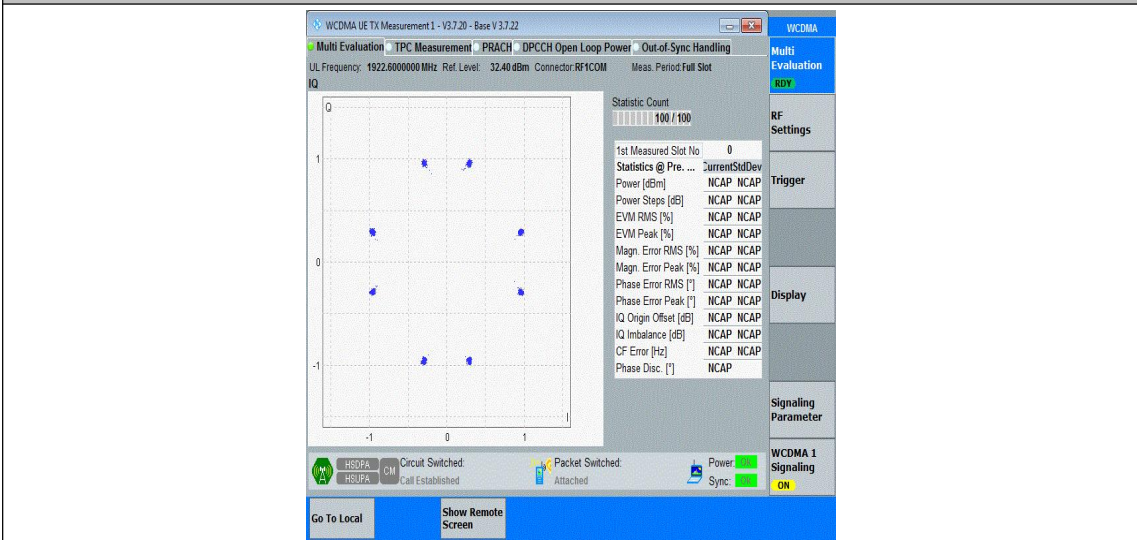 WCDMA UE TX Measurement 1 - V3.7.20 - Base V 3.7.22
WCDMA
Multi Evaluation TPC Measurement PRACH DPCCH Open Loop Power Out-of-Sync Handling
Multi
Evaluation
RDY
UL Frequency: 1922.6000000 MHz Ref. Level: 32.40 dBm Connector:RF1COM Meas. Period:Full Slot
IQ
Q
1
0
-1
I
-1 0 1
Statistic Count
100 / 100
1st Measured Slot No 0
Statistics @ Pre. ... CurrentStdDev
Power [dBm] NCAP NCAP
Power Steps [dB] NCAP NCAP
EVM RMS [%] NCAP NCAP
EVM Peak [%] NCAP NCAP
Magn. Error RMS [%] NCAP NCAP
Magn. Error Peak [%] NCAP NCAP
Phase Error RMS [°] NCAP NCAP
Phase Error Peak [°] NCAP NCAP
IQ Origin Offset [dB] NCAP NCAP
IQ Imbalance [dB] NCAP NCAP
CF Error [Hz] NCAP NCAP
Phase Disc. [°] NCAP
RF
Settings
Trigger
Display
Signaling
Parameter
WCDMA 1
Signaling
ON
HSDPA
HSUPA
CM
Circuit Switched:
Call Established
Packet Switched:
Attached
Power: OK
Sync: OK
Go To Local
Show Remote
Screen